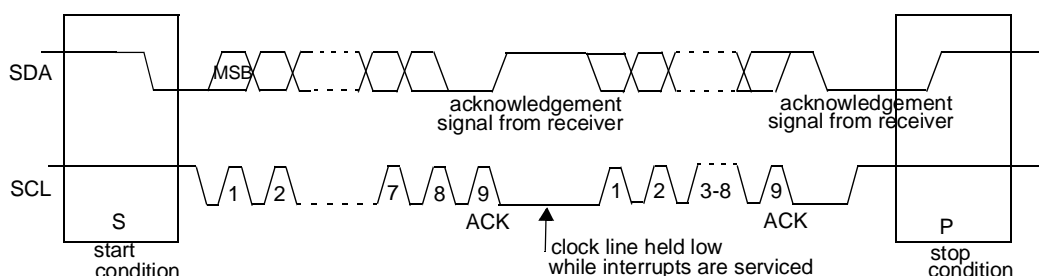 SDA
MSB
acknowledgement
signal from receiver
acknowledgement
signal from receiver
SCL
1
2
7
8
9
1
2
3-8
9
ACK
ACK
S
P
start
condition
clock line held low
while interrupts are serviced
stop
condition